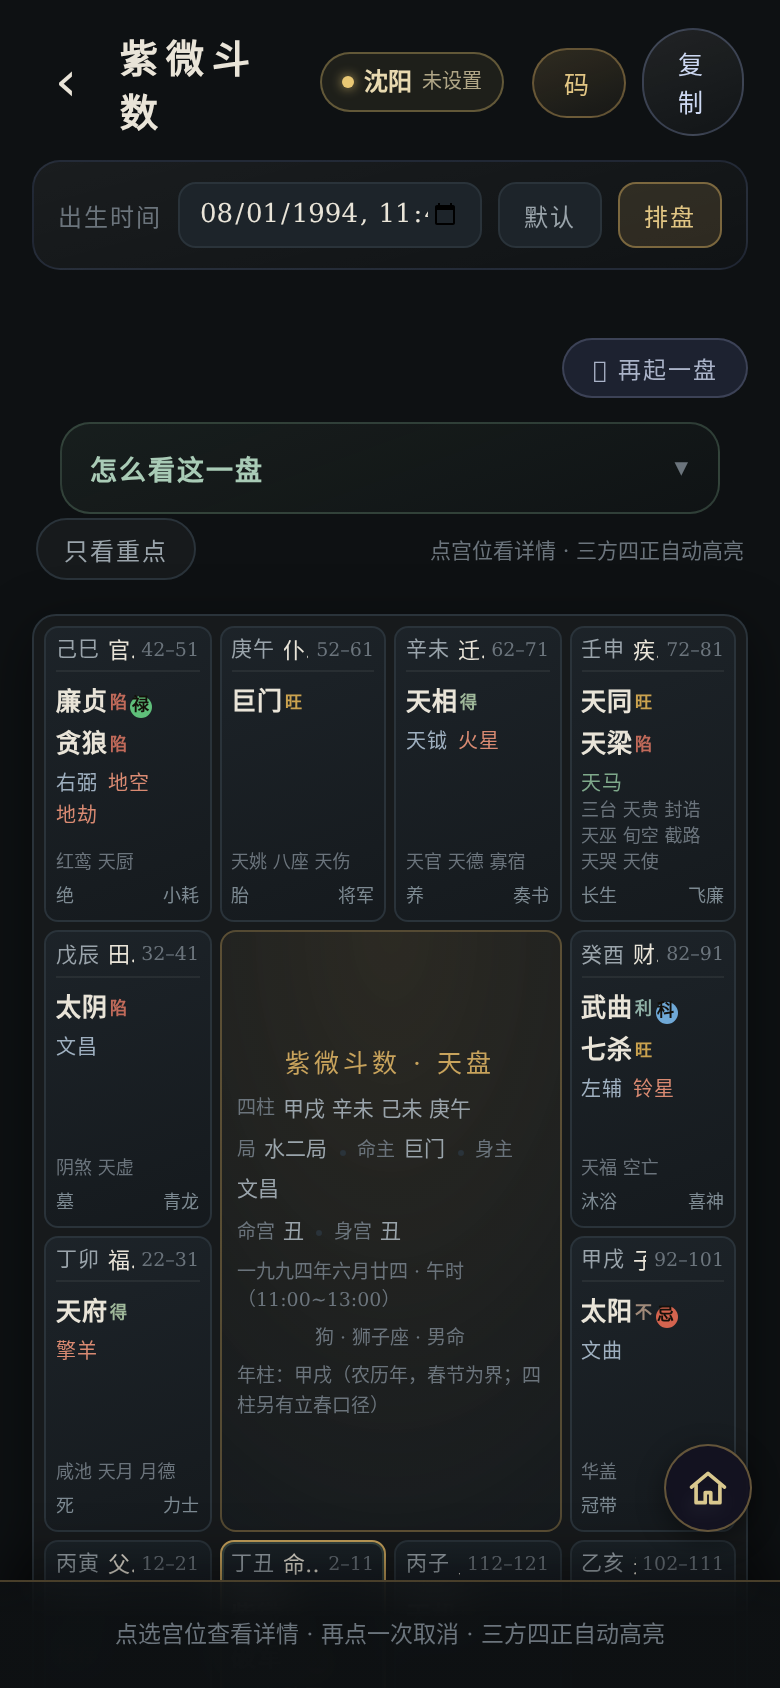 紫微斗
数
沈阳 未设置
码
复
制
出生时间
08/01/1994, 11:4
默认
排盘
再起一盘
怎么看这一盘 ▼
只看重点
点宫位看详情 · 三方四正自动高亮
己巳 官. 42–51
廉贞陷禄
贪狼陷
右弼 地空
地劫
红鸾 天厨
绝 小耗
庚午 仆. 52–61
巨门旺
天姚 八座 天伤
胎 将军
辛未 迁. 62–71
天相得
天钺 火星
天官 天德 寡宿
养 奏书
壬申 疾. 72–81
天同旺
天梁陷
天马
三台 天贵 封诰
天巫 旬空 截路
天哭 天使
长生 飞廉
戊辰 田. 32–41
太阴陷
文昌
阴煞 天虚
墓 青龙
紫微斗数 · 天盘
四柱 甲戌 辛未 己未 庚午
局 水二局 • 命主 巨门 • 身主
文昌
命宫 丑 • 身宫 丑
一九九四年六月廿四 · 午时
（11:00~13:00）
狗 · 狮子座 · 男命
年柱：甲戌（农历年，春节为界；四
柱另有立春口径）
癸酉 财. 82–91
武曲利科
七杀旺
左辅 铃星
天福 空亡
沐浴 喜神
丁卯 福. 22–31
天府得
擎羊
咸池 天月 月德
死 力士
甲戌 子 92–101
太阳不忌
文曲
华盖
冠带
丙寅 父. 12–21
丁丑 命.. 2–11
丙子 . 112–121
乙亥 102–111
点选宫位查看详情 · 再点一次取消 · 三方四正自动高亮